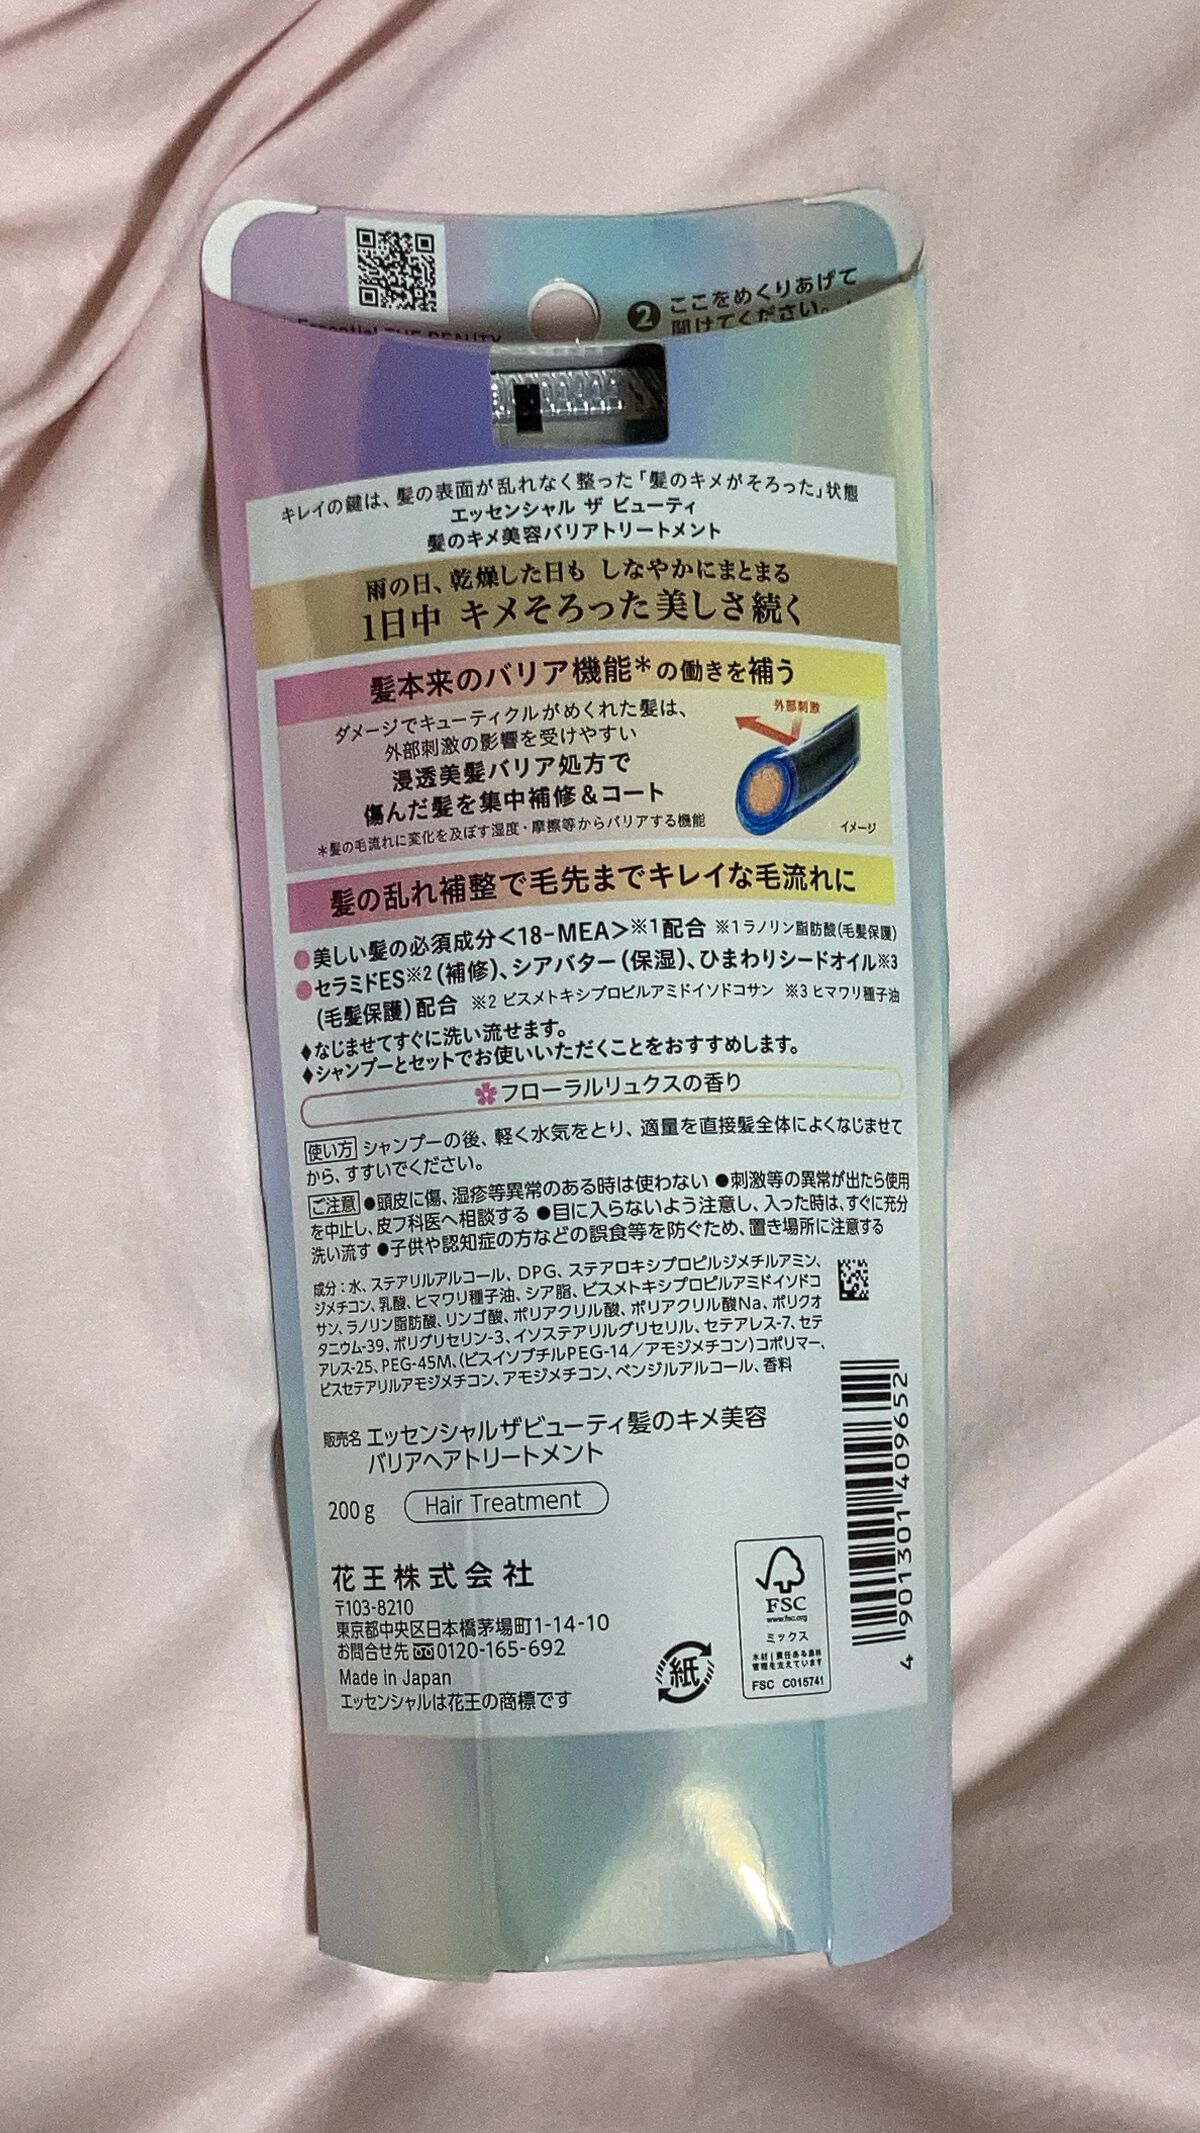 Essential THE BEAUTY
❷ ここをめくりあげて
開けてください。
キレイの鍵は、髪の表面が乱れなく整った「髪のキメがそろった」状態
エッセンシャル ザ ビューティ
髪のキメ美容バリアトリートメント
雨の日、乾燥した日も しなやかにまとまる
1日中 キメそろった美しさ続く
髪本来のバリア機能*の働きを補う
ダメージでキューティクルがめくれた髪は、
外部刺激の影響を受けやすい
浸透美髪バリア処方で
傷んだ髪を集中補修＆コート
*髪の毛流れに変化を及ぼす湿度・摩擦等からバリアする機能
外部刺激
イメージ
髪の乱れ補整で毛先までキレイな毛流れに
●美しい髪の必須成分<18-MEA>※1配合 ※1 ラノリン脂肪酸(毛髪保護)
●セラミドES※2(補修)、シアバター(保湿)、ひまわりシードオイル※3
(毛髪保護)配合 ※2 ビスメトキシプロピルアミドイソドコサン ※3 ヒマワリ種子油
♦なじませてすぐに洗い流せます。
♦シャンプーとセットでお使いいただくことをおすすめします。
フローラルリュクスの香り
使い方 シャンプーの後、軽く水気をとり、適量を直接髪全体によくなじませて
から、すすいでください。
ご注意 ●頭皮に傷、湿疹等異常のある時は使わない ●刺激等の異常が出たら使用
を中止し、皮フ科医へ相談する ●目に入らないよう注意し、入った時は、すぐに充分
洗い流す ●子供や認知症の方などの誤食等を防ぐため、置き場所に注意する
成分：水、ステアリルアルコール、DPG、ステアロキシプロピルジメチルアミン、
ジメチコン、乳酸、ヒマワリ種子油、シア脂、ビスメトキシプロピルアミドイソドコ
サン、ラノリン脂肪酸、リンゴ酸、ポリアクリル酸、ポリアクリル酸Na、ポリクオ
タニウム-39、ポリグリセリン-3、イソステアリルグリセリル、セテアレス-7、セテ
アレス-25、PEG-45M、(ビスイソブチルPEG-14／アモジメチコン)コポリマー、
ビスセテアリルアモジメチコン、アモジメチコン、ベンジルアルコール、香料
販売名 エッセンシャルザビューティ髪のキメ美容
バリアヘアトリートメント
200g Hair Treatment
花王株式会社
〒103-8210
東京都中央区日本橋茅場町1-14-10
お問合せ先 0120-165-692
Made in Japan
エッセンシャルは花王の商標です
紙
FSC
www.fsc.org
ミックス
木材｜責任ある森林
管理を支えています
FSC C015741
4 901301 409652